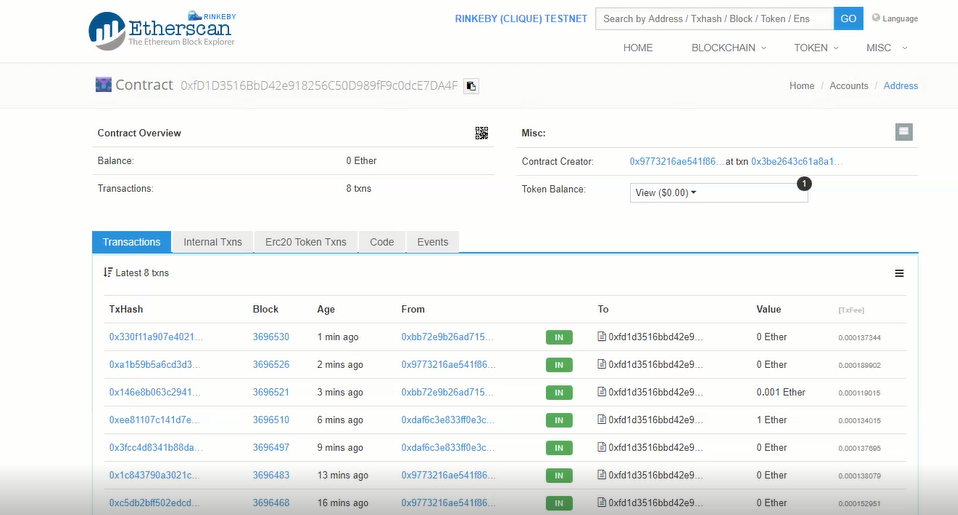 RINKEBY
Etherscan
The Ethereum Block Explorer
RINKEBY (CLIQUE) TESTNET
Search by Address / Txhash / Block / Token / Ens
GO
Language
HOME BLOCKCHAIN TOKEN MISC
Contract 0xfD1D3516BbD42e918256C50D989fF9c0dcE7DA4F
Home / Accounts / Address
Contract Overview
Balance: 0 Ether
Transactions: 8 txns
Misc:
Contract Creator: 0x9773216ae541f86... at txn 0x3be2643c61a8a1...
Token Balance: View ($0.00) 1
Transactions Internal Txns Erc20 Token Txns Code Events
Latest 8 txns
TxHash Block Age From To Value [TxFee]
0x330f11a907e4021... 3696530 1 min ago 0xbb72e9b26ad715... IN 0xfd1d3516bbd42e9... 0 Ether 0.000137344
0xa1b59b5a6cd3d3... 3696526 2 mins ago 0x9773216ae541f86... IN 0xfd1d3516bbd42e9... 0 Ether 0.000189902
0x146e8b063c2941... 3696521 3 mins ago 0xbb72e9b26ad715... IN 0xfd1d3516bbd42e9... 0.001 Ether 0.000119015
0xee81107c141d7e... 3696510 6 mins ago 0xdaf6c3e833ff0e3c... IN 0xfd1d3516bbd42e9... 1 Ether 0.000134015
0x3fcc4d8341b88da... 3696497 9 mins ago 0xdaf6c3e833ff0e3c... IN 0xfd1d3516bbd42e9... 0 Ether 0.000137695
0x1c843790a3021c... 3696483 13 mins ago 0x9773216ae541f86... IN 0xfd1d3516bbd42e9... 0 Ether 0.000138079
0xc5db2bff502edcd... 3696468 16 mins ago 0x9773216ae541f86... IN 0xfd1d3516bbd42e9... 0 Ether 0.000152951